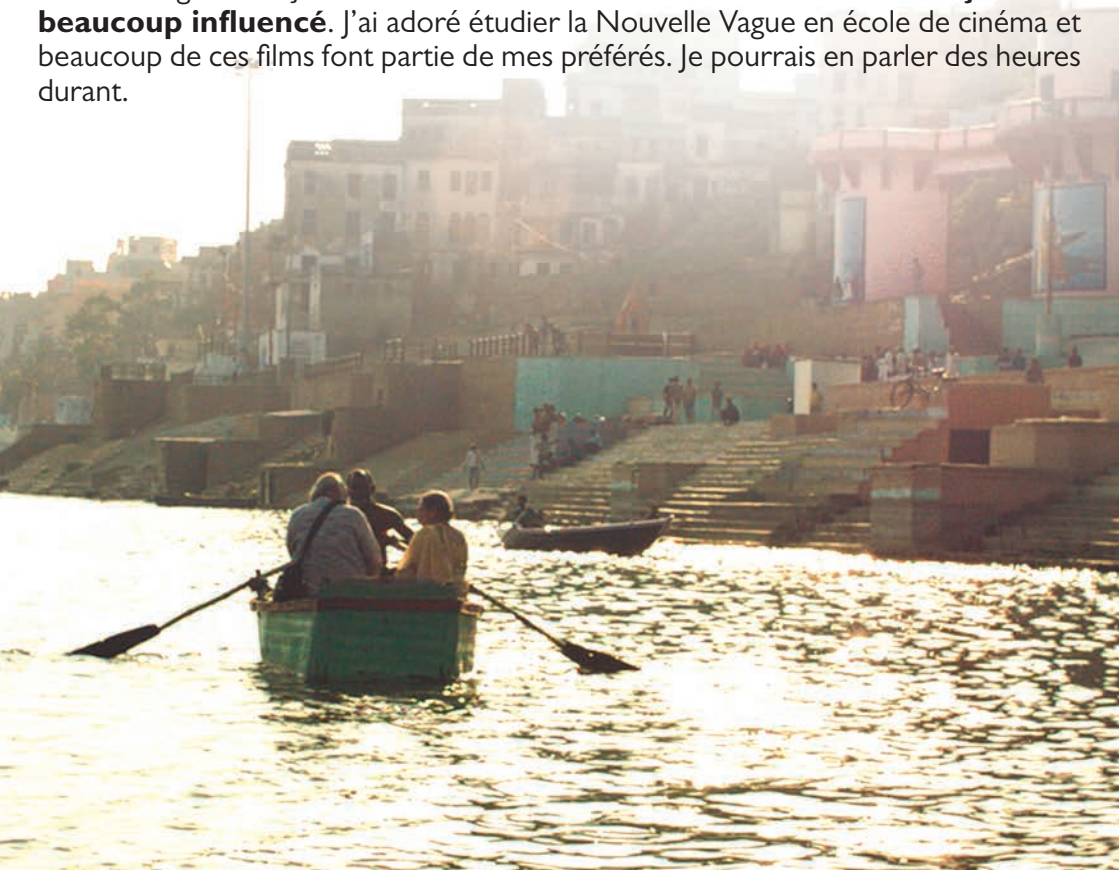 beaucoup influencé. J’ai adoré étudier la Nouvelle Vague en école de cinéma et
beaucoup de ces films font partie de mes préférés. Je pourrais en parler des heures
durant.